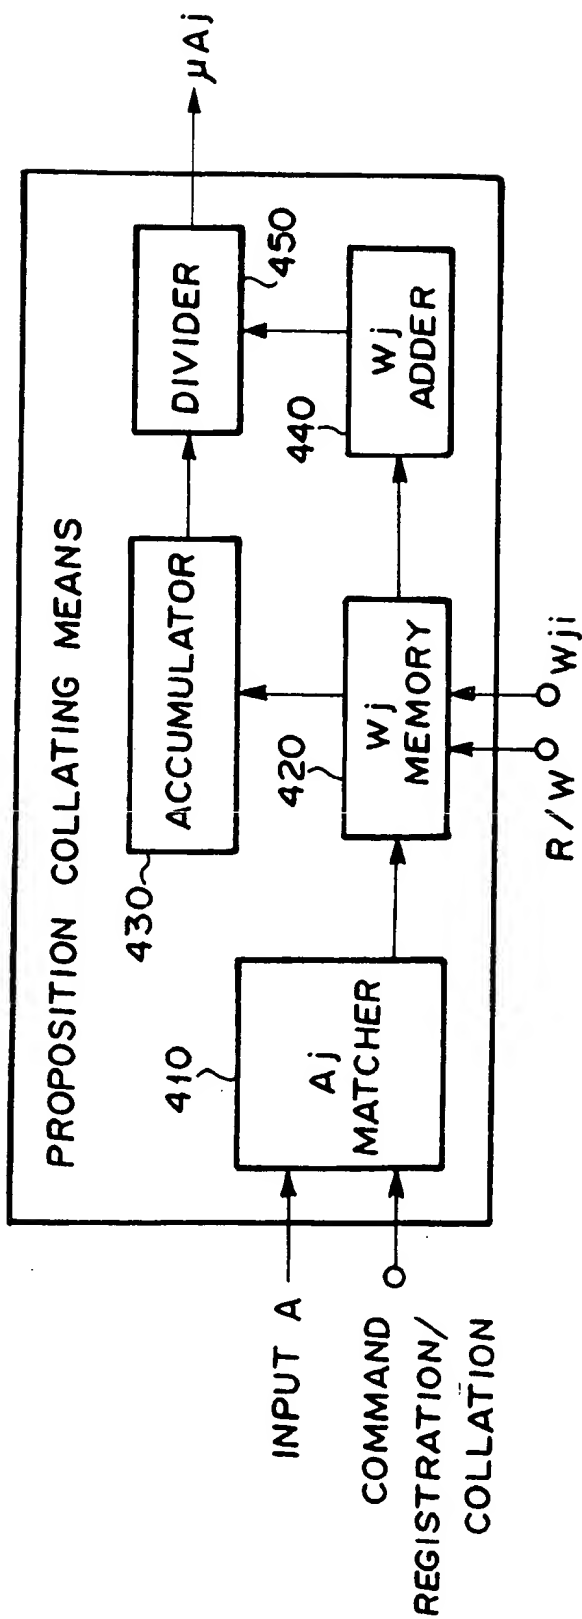 PROPOSITION COLLATING MEANS
INPUT A
COMMAND
REGISTRATION/
COLLATION
410
Aj
MATCHER
430
ACCUMULATOR
420
Wj
MEMORY
R/W
Wji
DIVIDER
450
440
Wj
ADDER
μAj